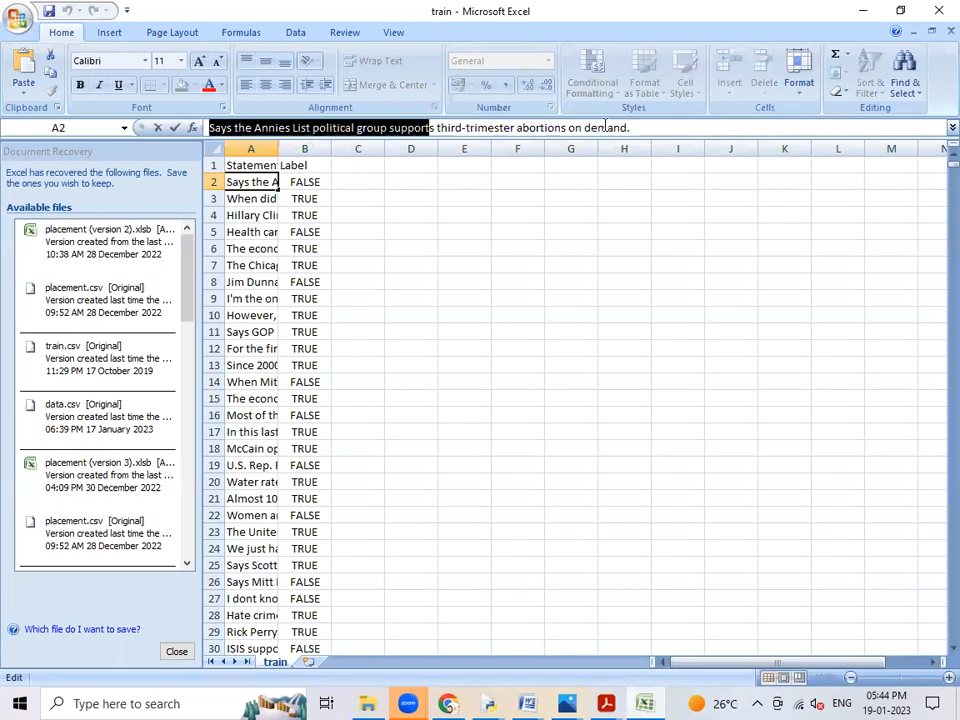 train - Microsoft Excel
Home Insert Page Layout Formulas Data Review View
Paste
Clipboard
Calibri 11 A A
B I U A
Font
Wrap Text
Merge & Center
Alignment
General
% ,
Number
Conditional Formatting
Format as Table
Cell Styles
Styles
Insert Delete Format
Cells
Σ
Sort & Filter
Find & Select
Editing
A2 fx Says the Annies List political group supports third-trimester abortions on demand.
Document Recovery
Excel has recovered the following files. Save
the ones you wish to keep.
Available files
placement (version 2).xlsb [A...
Version created from the last ...
10:38 AM 28 December 2022
placement.csv [Original]
Version created last time the ...
09:52 AM 28 December 2022
train.csv [Original]
Version created last time the ...
11:29 PM 17 October 2019
data.csv [Original]
Version created last time the ...
06:39 PM 17 January 2023
placement (version 3).xlsb [A...
Version created from the last ...
04:09 PM 30 December 2022
placement.csv [Original]
Version created last time the ...
09:52 AM 28 December 2022
Which file do I want to save?
Close
A B C D E F G H I J K L M N
1 Statemen Label
2 Says the A FALSE
3 When did TRUE
4 Hillary Cli TRUE
5 Health car FALSE
6 The econo TRUE
7 The Chicag TRUE
8 Jim Dunna FALSE
9 I'm the on TRUE
10 However, TRUE
11 Says GOP TRUE
12 For the fir TRUE
13 Since 2000 TRUE
14 When Mit FALSE
15 The econo TRUE
16 Most of th FALSE
17 In this last TRUE
18 McCain op TRUE
19 U.S. Rep. FALSE
20 Water rate TRUE
21 Almost 10 TRUE
22 Women a FALSE
23 The Unite TRUE
24 We just ha TRUE
25 Says Scott TRUE
26 Says Mitt FALSE
27 I dont kno FALSE
28 Hate crime TRUE
29 Rick Perry TRUE
30 ISIS suppo FALSE
train
Edit
Type here to search
26°C
ENG
05:44 PM
19-01-2023